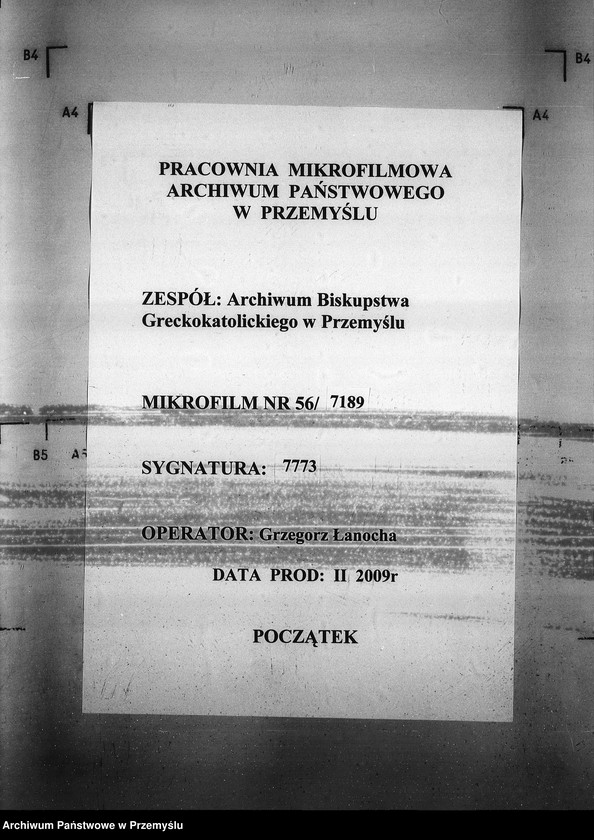 B4
B4
A4
A4
PRACOWNIA MIKROFILMOWA
ARCHIWUM PAŃSTWOWEGO
W PRZEMYŚLU
ZESPÓŁ: Archiwum Biskupstwa
Greckokatolickiego w Przemyślu
MIKROFILM NR 56/ 7189
B5 A5
SYGNATURA: 7773
OPERATOR: Grzegorz Łanocha
DATA PROD: II 2009r
POCZĄTEK
Archiwum Państwowe w Przemyślu